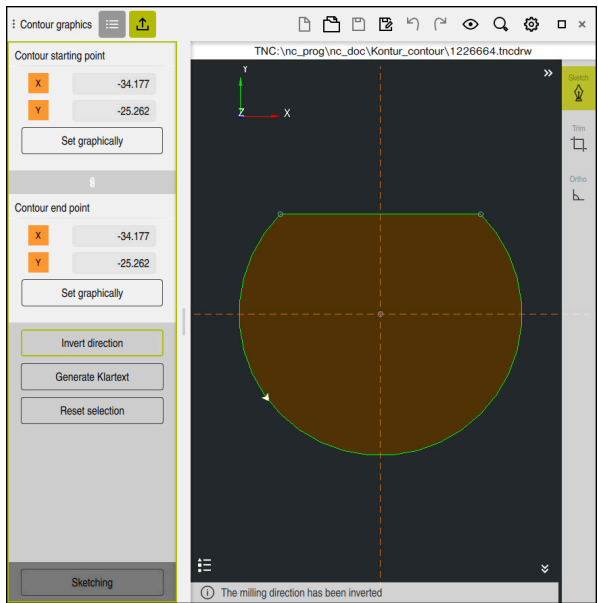 Contour graphics
TNC:\nc_prog\nc_doc\Kontur_contour\1226664.tncdrw
Contour starting point
X -34.177
Y -25.262
Set graphically
Contour end point
X -34.177
Y -25.262
Set graphically
Invert direction
Generate Klartext
Reset selection
Sketching
Y
Z X
Sketch
Trim
Ortho
The milling direction has been inverted